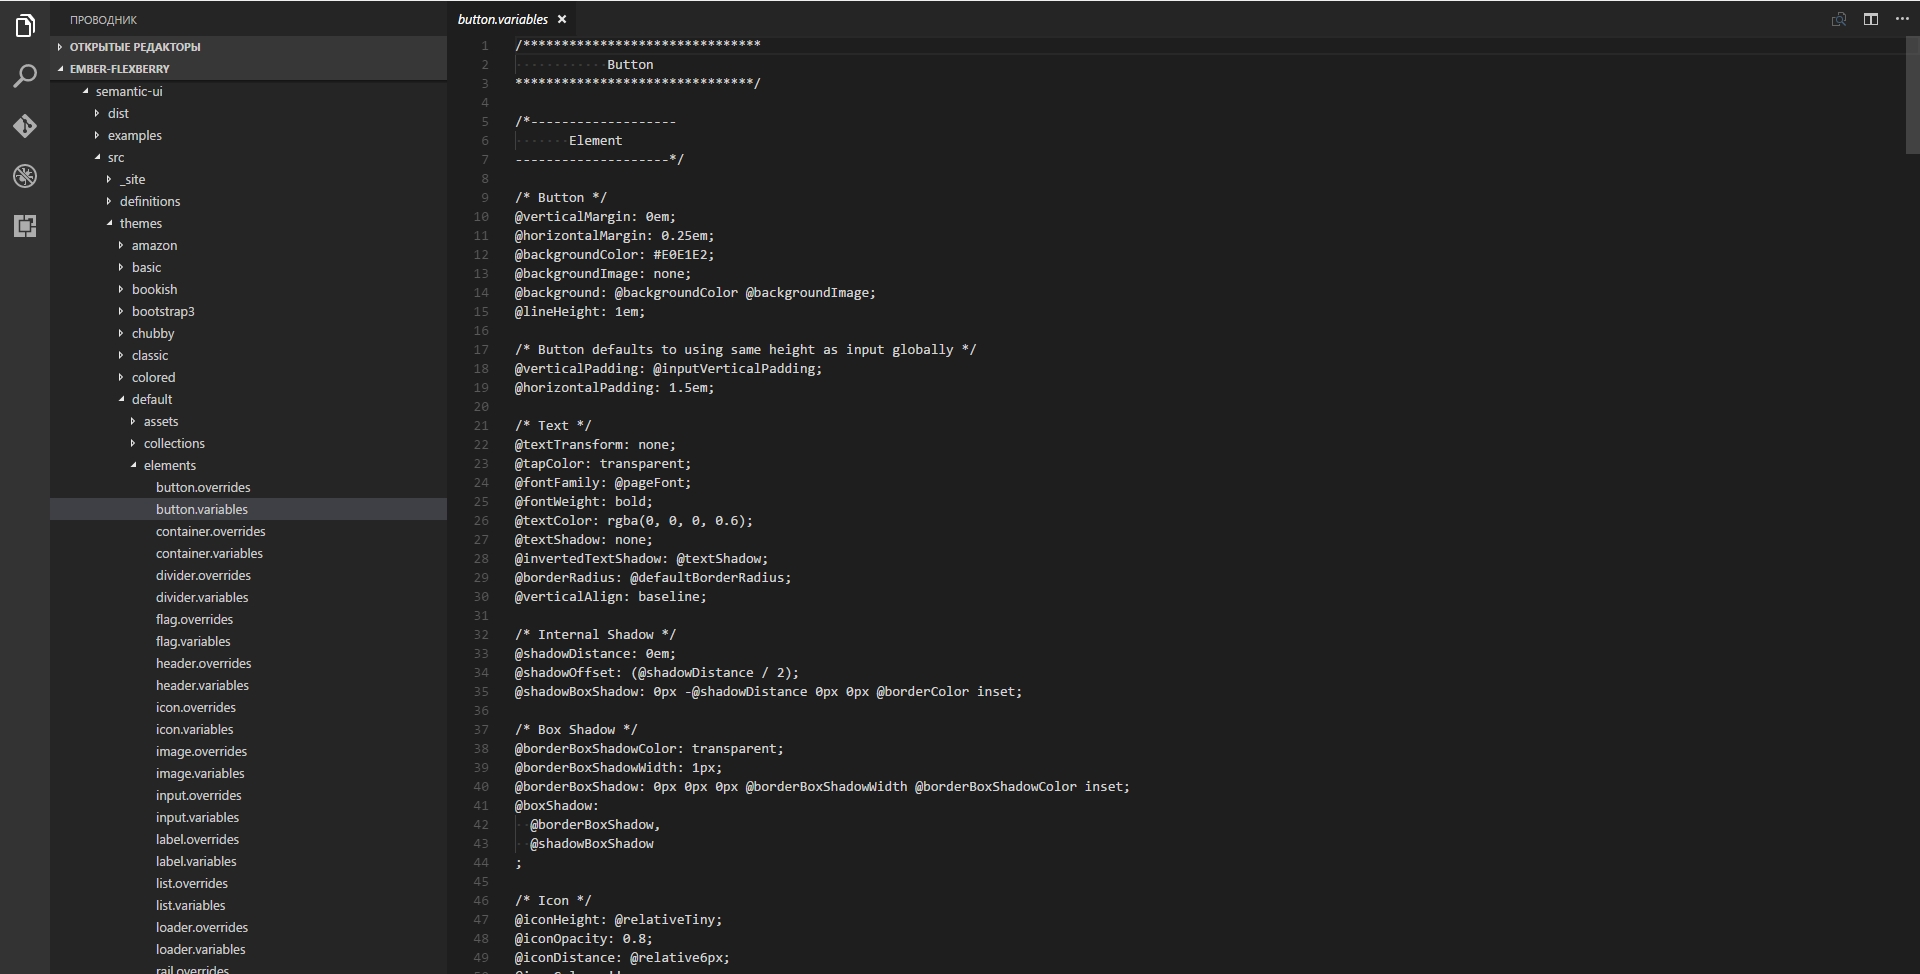 ПРОВОДНИК
ОТКРЫТЫЕ РЕДАКТОРЫ
EMBER-FLEXBERRY
semantic-ui
dist
examples
src
_site
definitions
themes
amazon
basic
bookish
bootstrap3
chubby
classic
colored
default
assets
collections
elements
button.overrides
button.variables
container.overrides
container.variables
divider.overrides
divider.variables
flag.overrides
flag.variables
header.overrides
header.variables
icon.overrides
icon.variables
image.overrides
image.variables
input.overrides
input.variables
label.overrides
label.variables
list.overrides
list.variables
loader.overrides
loader.variables
rail.overrides
button.variables ×
1 /*******************************
2 Button
3 *******************************/
4
5 /*-------------------
6 Element
7 --------------------*/
8
9 /* Button */
10 @verticalMargin: 0em;
11 @horizontalMargin: 0.25em;
12 @backgroundColor: #E0E1E2;
13 @backgroundImage: none;
14 @background: @backgroundColor @backgroundImage;
15 @lineHeight: 1em;
16
17 /* Button defaults to using same height as input globally */
18 @verticalPadding: @inputVerticalPadding;
19 @horizontalPadding: 1.5em;
20
21 /* Text */
22 @textTransform: none;
23 @tapColor: transparent;
24 @fontFamily: @pageFont;
25 @fontWeight: bold;
26 @textColor: rgba(0, 0, 0, 0.6);
27 @textShadow: none;
28 @invertedTextShadow: @textShadow;
29 @borderRadius: @defaultBorderRadius;
30 @verticalAlign: baseline;
31
32 /* Internal Shadow */
33 @shadowDistance: 0em;
34 @shadowOffset: (@shadowDistance / 2);
35 @shadowBoxShadow: 0px -@shadowDistance 0px 0px @borderColor inset;
36
37 /* Box Shadow */
38 @borderBoxShadowColor: transparent;
39 @borderBoxShadowWidth: 1px;
40 @borderBoxShadow: 0px 0px 0px @borderBoxShadowWidth @borderBoxShadowColor inset;
41 @boxShadow:
42 @borderBoxShadow,
43 @shadowBoxShadow
44 ;
45
46 /* Icon */
47 @iconHeight: @relativeTiny;
48 @iconOpacity: 0.8;
49 @iconDistance: @relative6px;